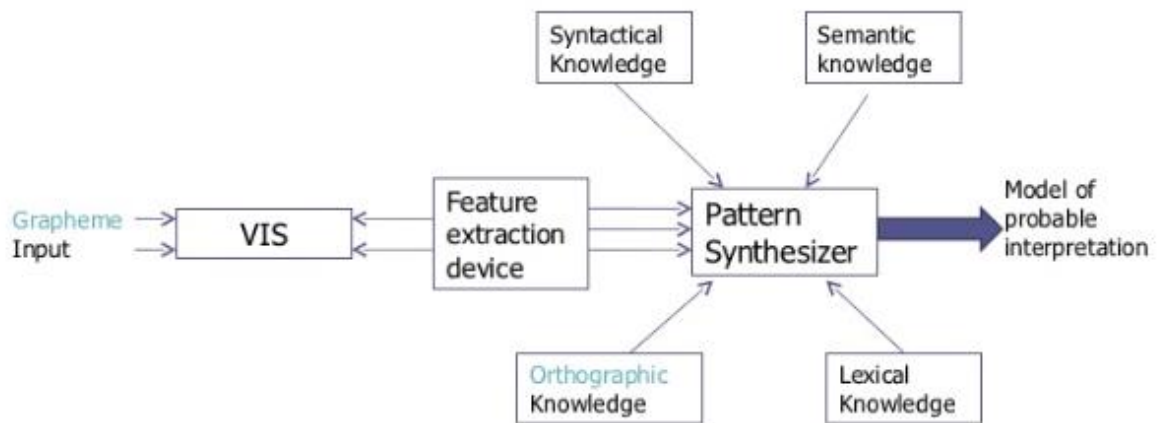 Syntactical
Knowledge
Semantic
knowledge
Grapheme
Input
VIS
Feature
extraction
device
Pattern
Synthesizer
Model of
probable
interpretation
Orthographic
Knowledge
Lexical
Knowledge